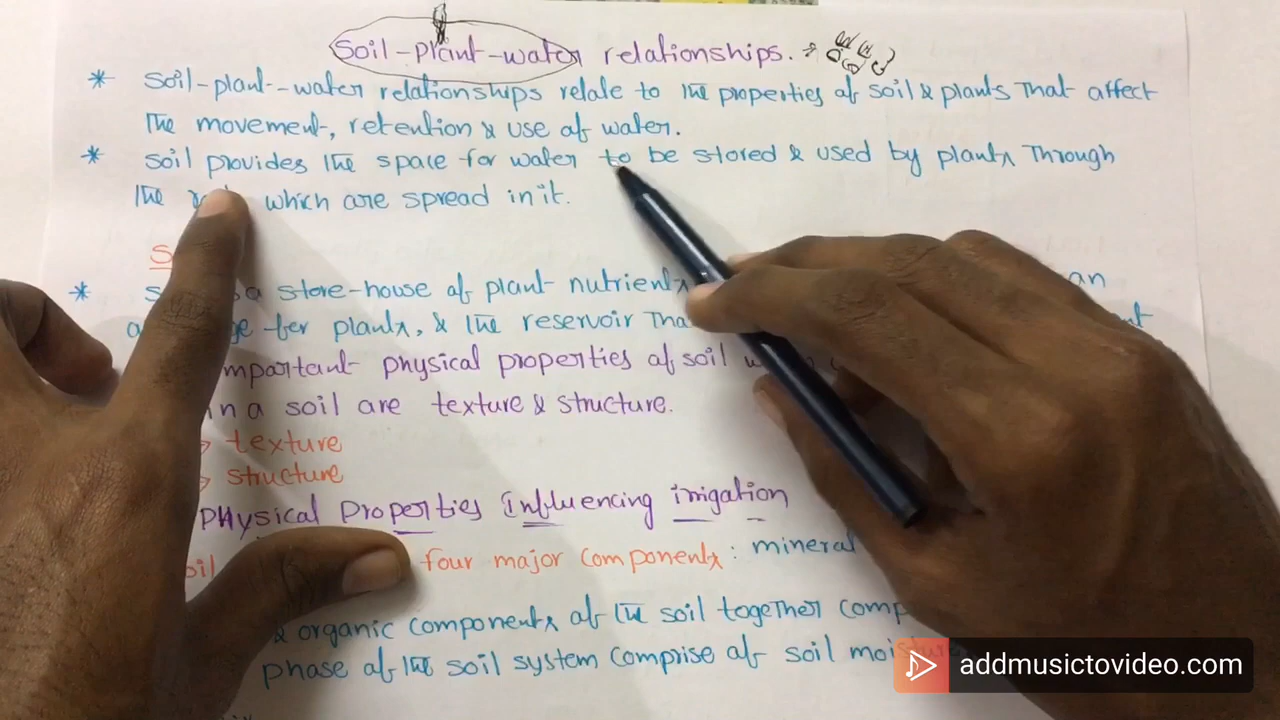 Soil-plant-water relationships.
* Soil-plant-water relationships relate to the properties of soil & plants that affect
the movement, retention & use of water.
* Soil provides the space for water to be stored & used by plants through
the which are spread in it.
S
* a store-house of plant nutrients an
for plants, & the reservoir that
important physical properties of soil
in a soil are texture & structure.
texture
structure
Physical Properties Influencing irrigation
four major components: mineral
& organic components of the soil together comp
phase of the soil system comprise of soil moisture
addmusictovideo.com